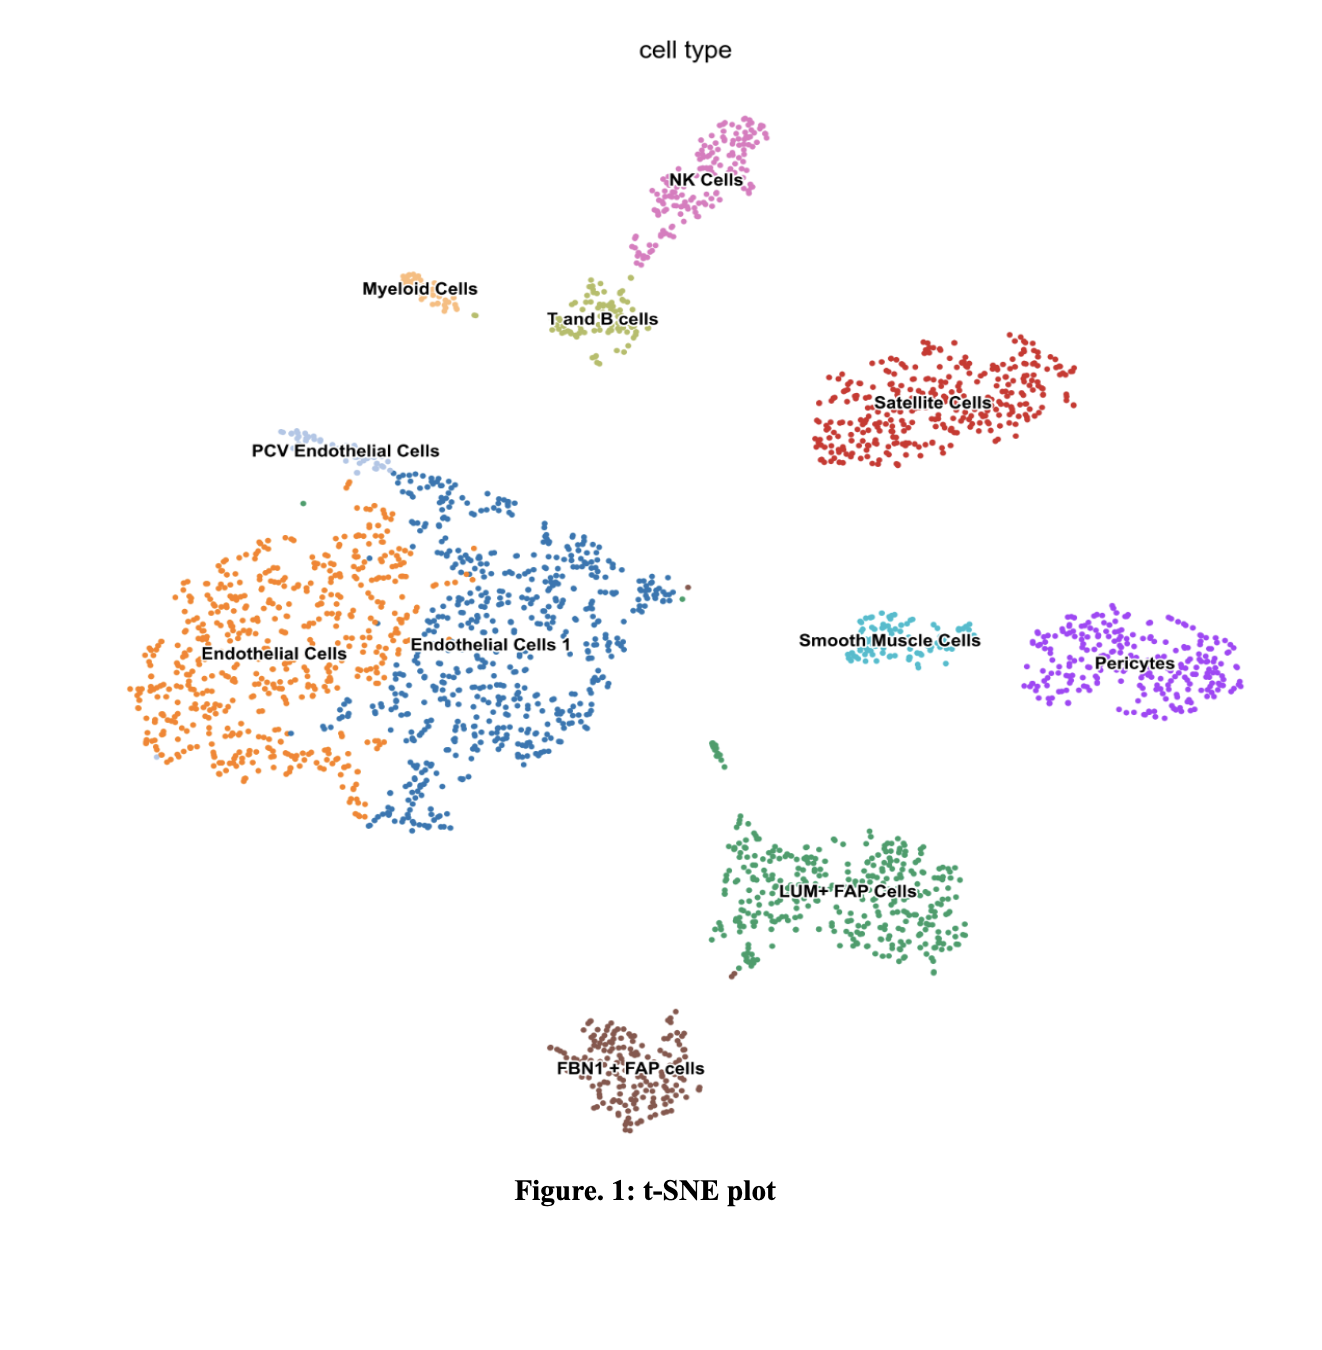 cell type
NK Cells
Myeloid Cells
T and B cells
Satellite Cells
PCV Endothelial Cells
Smooth Muscle Cells
Endothelial Cells 1
Endothelial Cells
Pericytes
LUM+ FAP Cells
FBN1 + FAP cells
Figure. 1: t-SNE plot